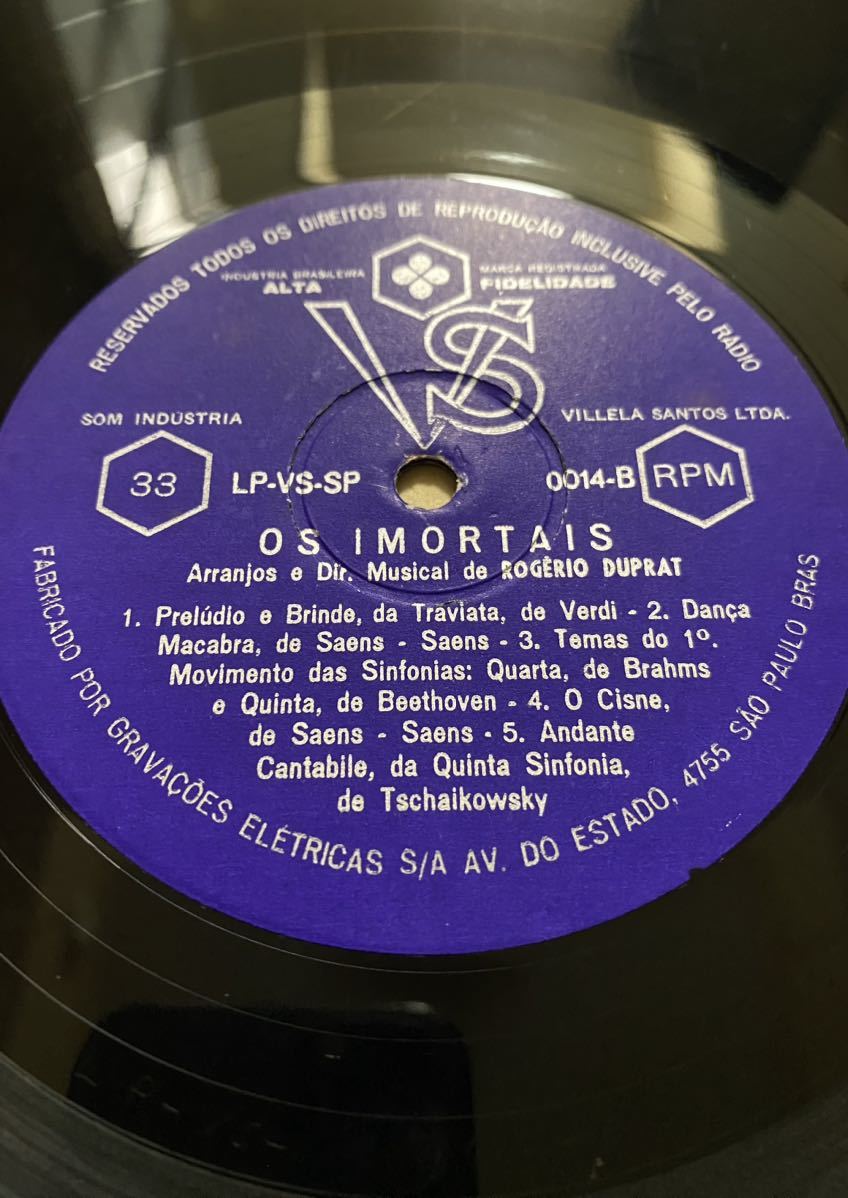 RESERVADOS TODOS OS DIREITOS DE REPRODUÇÃO INCLUSIVE PELO RADIO
INDUSTRIA BRASILEIRA
MARCA REGISTRADA
ALTA
FIDELIDADE
VS
SOM INDUSTRIA
VILLELA SANTOS LTDA.
33
LP-VS-SP
0014-B
RPM
OS IMORTAIS
Arranjos e Dir. Musical de ROGÉRIO DUPRAT
1. Prelúdio e Brinde, da Traviata, de Verdi - 2. Dança
Macabra, de Saens - Saens - 3. Temas do 1º.
Movimento das Sinfonias: Quarta, de Brahms
e Quinta, de Beethoven - 4. O Cisne,
de Saens - Saens - 5. Andante
Cantabile, da Quinta Sinfonia,
de Tschaikowsky
FABRICADO POR GRAVAÇÕES ELÉTRICAS S/A AV. DO ESTADO, 4755 SÃO PAULO BRAS